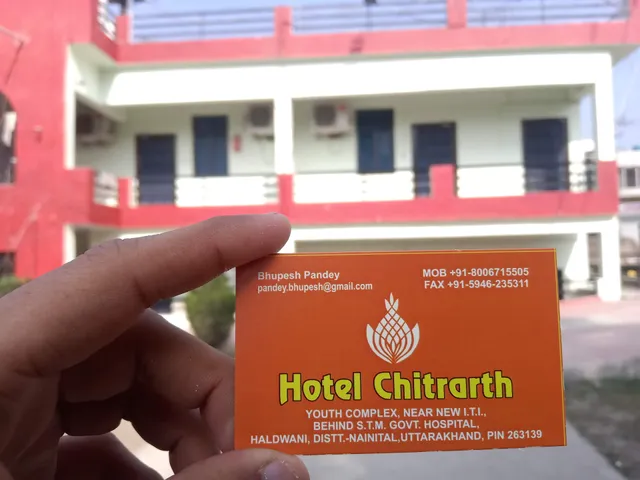 Bhupesh Pandey
pandey.bhupesh@gmail.com
MOB +91-8006715505
FAX +91-5946-235311
Hotel Chitrarth
YOUTH COMPLEX, NEAR NEW I.T.I.,
BEHIND S.T.M. GOVT. HOSPITAL,
HALDWANI, DISTT.-NAINITAL,UTTARAKHAND, PIN 263139